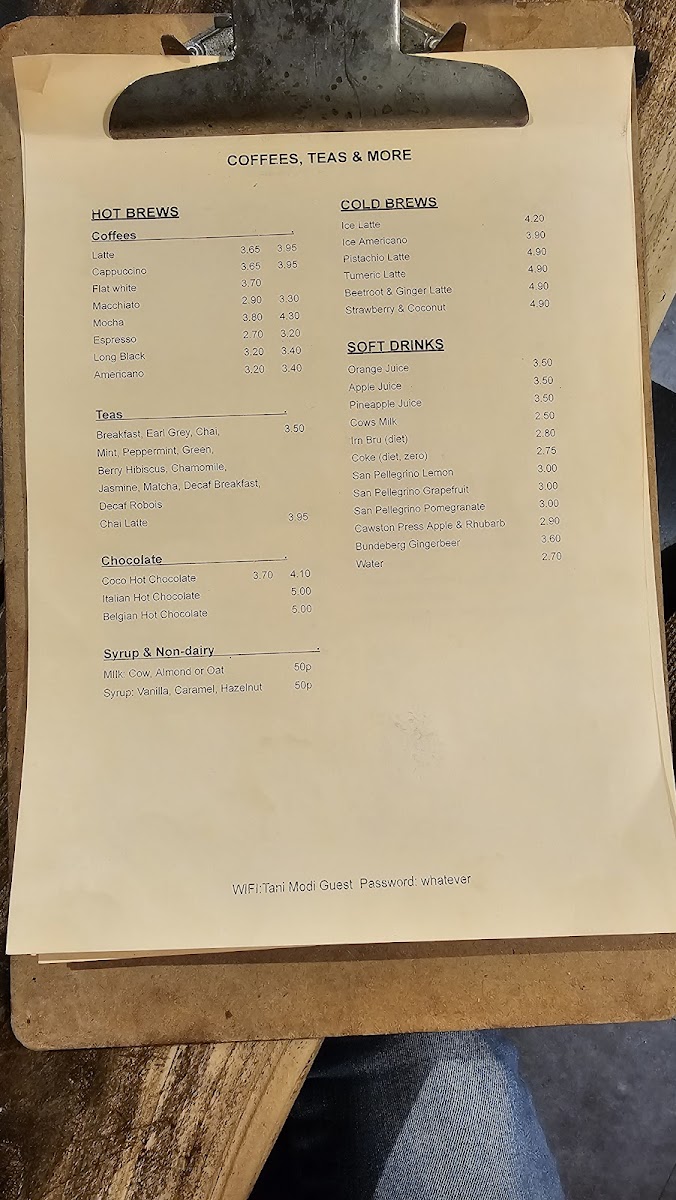 COFFEES, TEAS & MORE
HOT BREWS
Coffees
Latte 3.65 3.95
Cappuccino 3.65 3.95
Flat white 3.70
Macchiato 2.90 3.30
Mocha 3.80 4.30
Espresso 2.70 3.20
Long Black 3.20 3.40
Americano 3.20 3.40
Teas
Breakfast, Earl Grey, Chai, 3.50
Mint, Peppermint, Green,
Berry Hibiscus, Chamomile,
Jasmine, Matcha, Decaf Breakfast,
Decaf Robois
Chai Latte 3.95
Chocolate
Coco Hot Chocolate 3.70 4.10
Italian Hot Chocolate 5.00
Belgian Hot Chocolate 5.00
Syrup & Non-dairy
Milk: Cow, Almond or Oat 50p
Syrup: Vanilla, Caramel, Hazelnut 50p
COLD BREWS
Ice Latte 4.20
Ice Americano 3.90
Pistachio Latte 4.90
Tumeric Latte 4.90
Beetroot & Ginger Latte 4.90
Strawberry & Coconut 4.90
SOFT DRINKS
Orange Juice 3.50
Apple Juice 3.50
Pineapple Juice 3.50
Cows Milk 2.50
Irn Bru (diet) 2.80
Coke (diet, zero) 2.75
San Pellegrino Lemon 3.00
San Pellegrino Grapefruit 3.00
San Pellegrino Pomegranate 3.00
Cawston Press Apple & Rhubarb 2.90
Bundeberg Gingerbeer 3.60
Water 2.70
WIFI:Tani Modi Guest Password: whatever